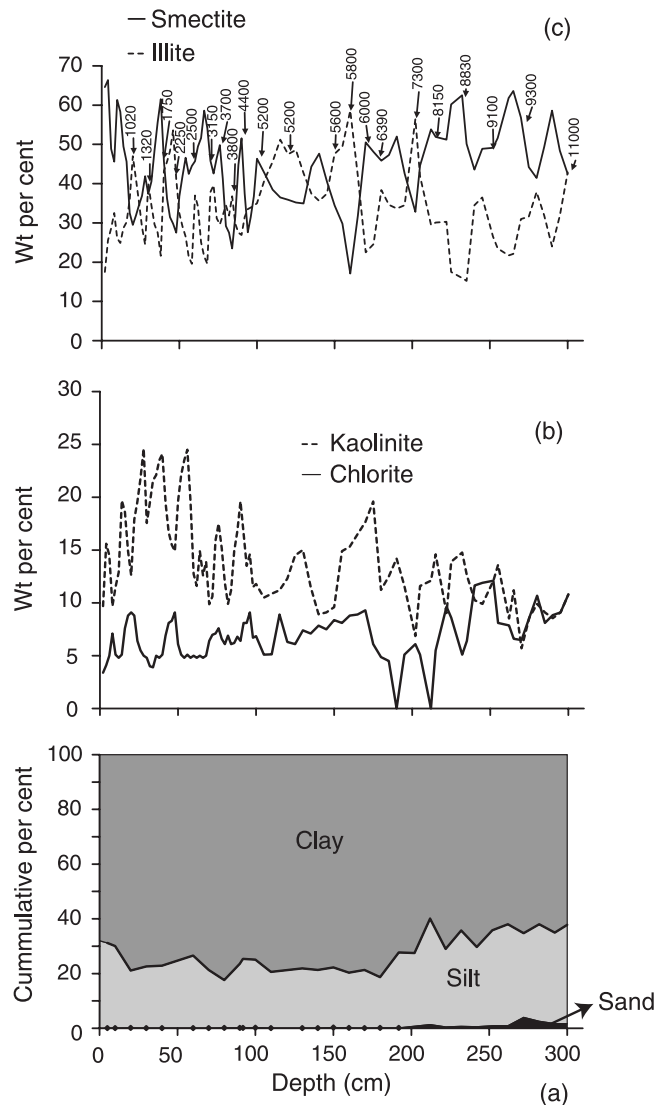 Smectite
Illite
(c)
70
60
50
40
30
20
10
0
Wt per cent
1020
1320
1750
2250
2500
3150
3700
3800
4400
5200
5200
5600
5800
6000
6390
7300
8150
8830
9100
9300
11000
30
25
20
15
10
5
0
Wt per cent
(b)
Kaolinite
Chlorite
100
80
60
40
20
0
Cummulative per cent
Clay
Silt
Sand
0 50 100 150 200 250 300
Depth (cm)
(a)